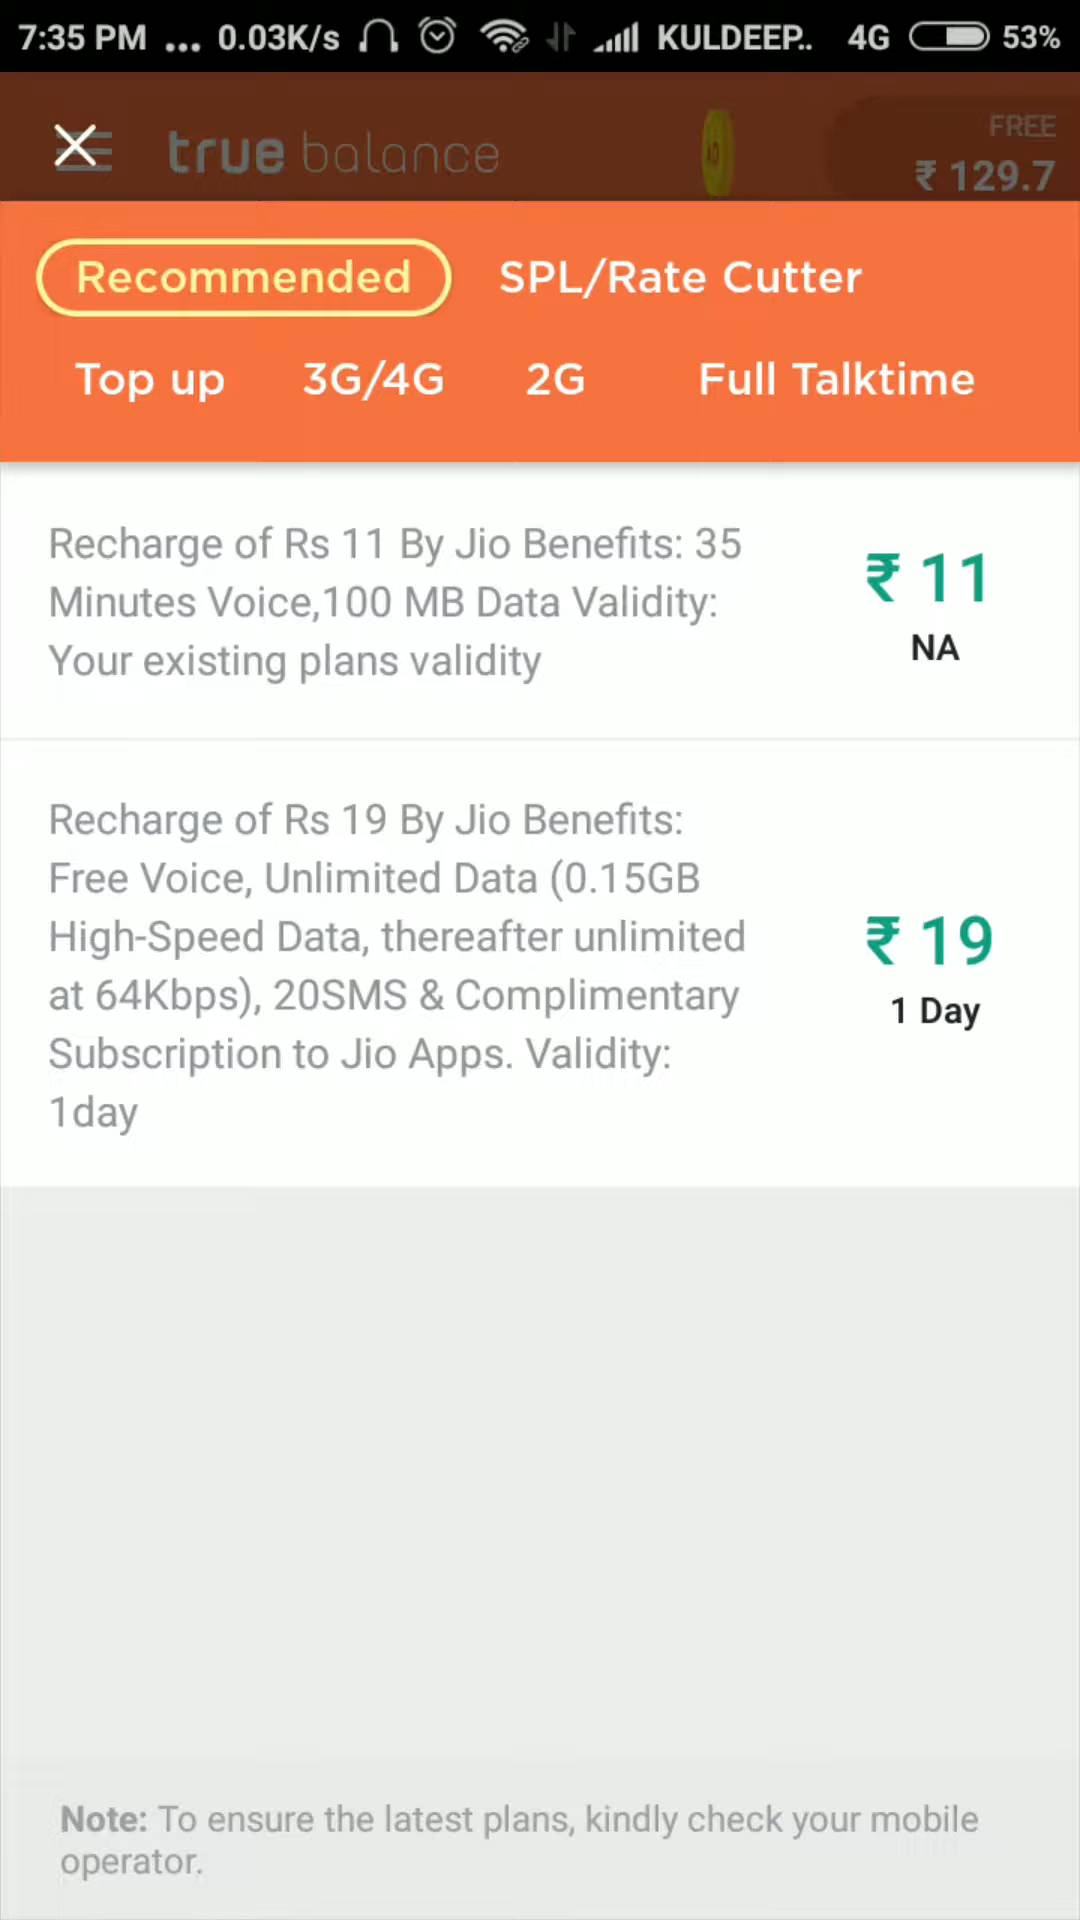 7:35 PM ... 0.03K/s KULDEEP.. 4G 53%
true balance
FREE
₹ 129.7
Recommended SPL/Rate Cutter
Top up 3G/4G 2G Full Talktime
Recharge of Rs 11 By Jio Benefits: 35
Minutes Voice,100 MB Data Validity:
Your existing plans validity
₹ 11
NA
Recharge of Rs 19 By Jio Benefits:
Free Voice, Unlimited Data (0.15GB
High-Speed Data, thereafter unlimited
at 64Kbps), 20SMS & Complimentary
Subscription to Jio Apps. Validity:
1day
₹ 19
1 Day
Note: To ensure the latest plans, kindly check your mobile
operator.